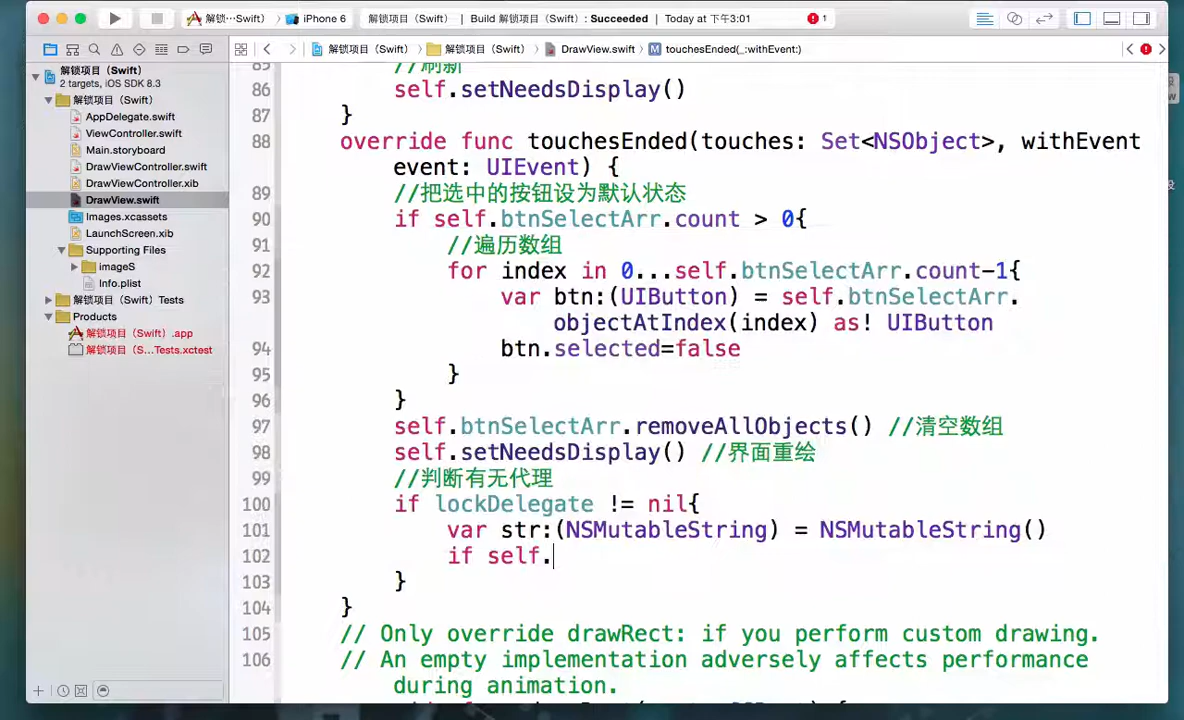 解锁…Swift） iPhone 6 解锁项目（Swift） | Build 解锁项目（Swift）: Succeeded | Today at 下午3:01 1
解锁项目（Swift） 解锁项目（Swift） DrawView.swift M touchesEnded(_:withEvent:)
解锁项目（Swift）
2 targets, iOS SDK 8.3
解锁项目（Swift）
AppDelegate.swift
ViewController.swift
Main.storyboard
DrawViewController.swift
DrawViewController.xib
DrawView.swift
Images.xcassets
LaunchScreen.xib
Supporting Files
imageS
Info.plist
解锁项目（Swift）Tests
Products
解锁项目（Swift）.app
解锁项目（S…Tests.xctest
85 //刷新
86 self.setNeedsDisplay()
87 }
88 override func touchesEnded(touches: Set<NSObject>, withEvent
event: UIEvent) {
89 //把选中的按钮设为默认状态
90 if self.btnSelectArr.count > 0{
91 //遍历数组
92 for index in 0...self.btnSelectArr.count-1{
93 var btn:(UIButton) = self.btnSelectArr.
objectAtIndex(index) as! UIButton
94 btn.selected=false
95 }
96 }
97 self.btnSelectArr.removeAllObjects() //清空数组
98 self.setNeedsDisplay() //界面重绘
99 //判断有无代理
100 if lockDelegate != nil{
101 var str:(NSMutableString) = NSMutableString()
102 if self.
103 }
104 }
105 // Only override drawRect: if you perform custom drawing.
106 // An empty implementation adversely affects performance
during animation.